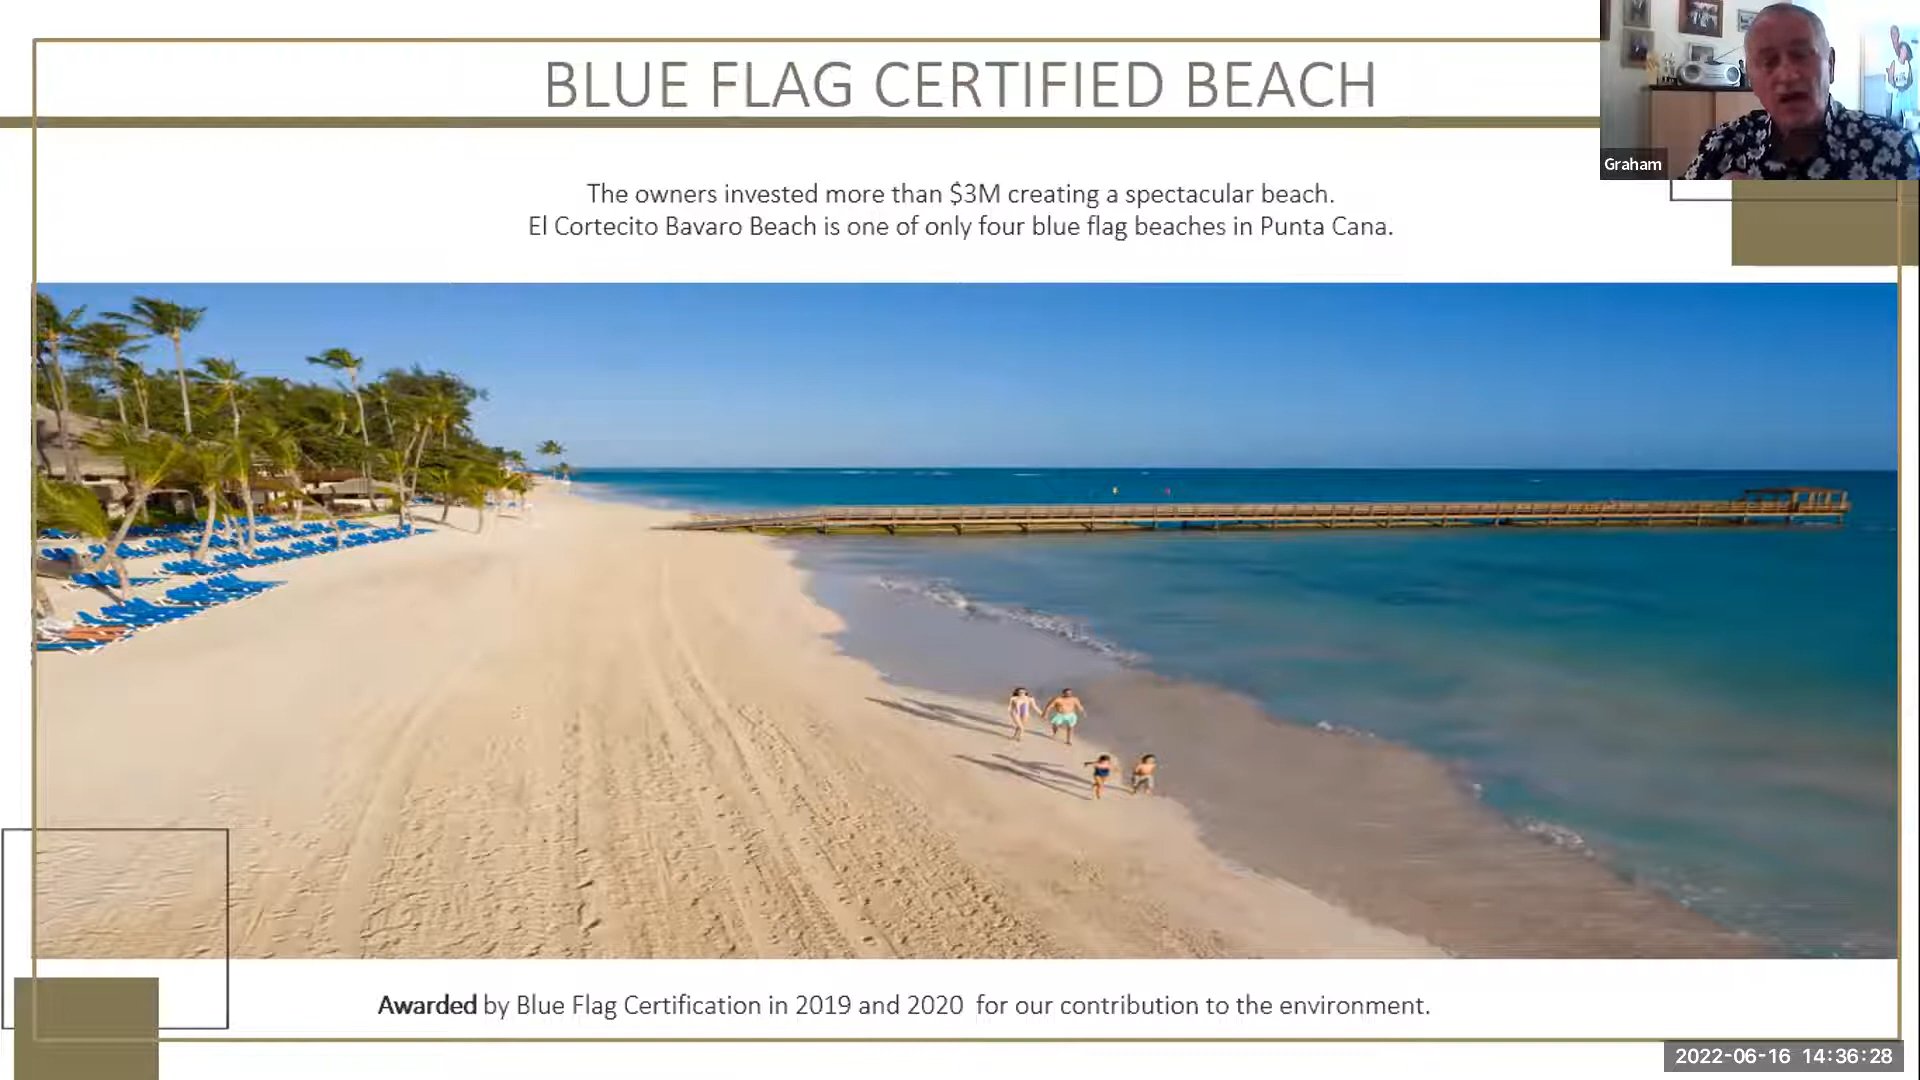 BLUE FLAG CERTIFIED BEACH
Graham
The owners invested more than $3M creating a spectacular beach.
El Cortecito Bavaro Beach is one of only four blue flag beaches in Punta Cana.
Awarded by Blue Flag Certification in 2019 and 2020 for our contribution to the environment.
2022-06-16 14:36:28